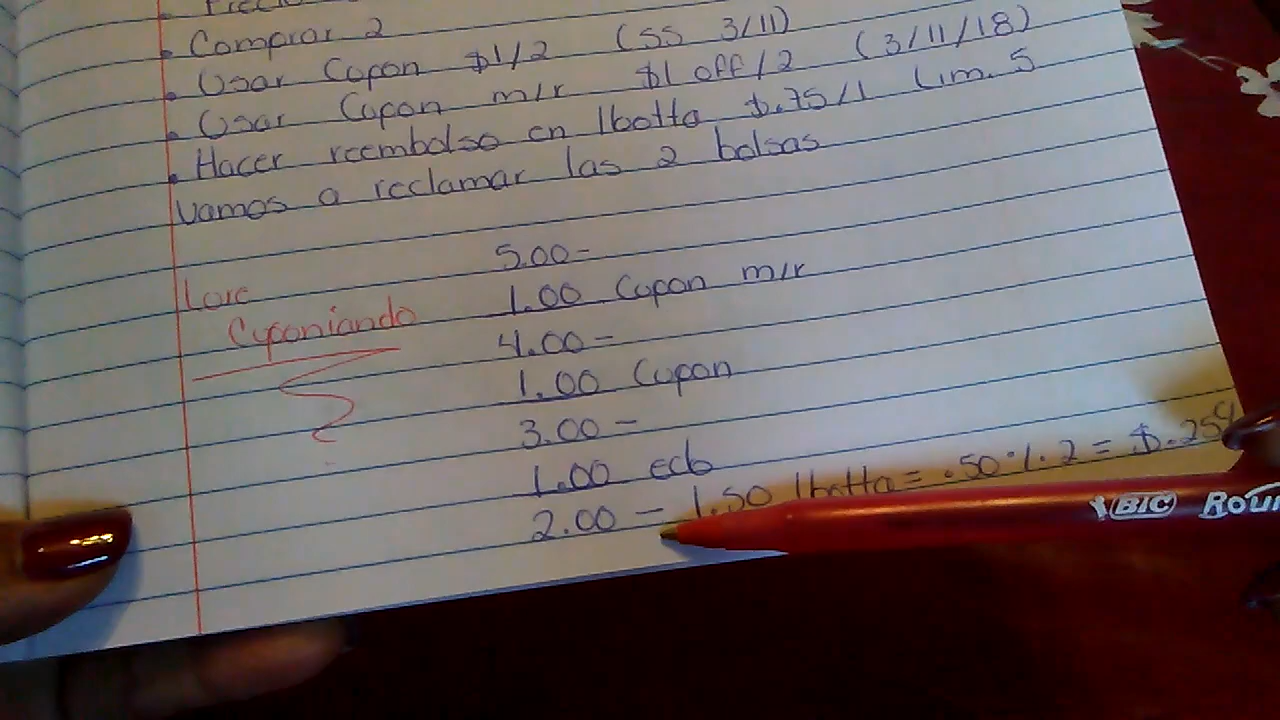 Comprar 2
Usar Cupon $1/2 (SS 3/11)
Usar Cupon m/r $1 off/2 (3/11/18)
Hacer reembolso en Ibotta $.75/1 Lim. 5
Vamos a reclamar las 2 bolsas
5.00-
1.00 Cupon m/r
4.00-
1.00 Cupon
3.00-
1.00 ecb
2.00 - 1.50 Ibotta = .50 ÷ 2 = $.25¢
Cuponiando
BIC Roun